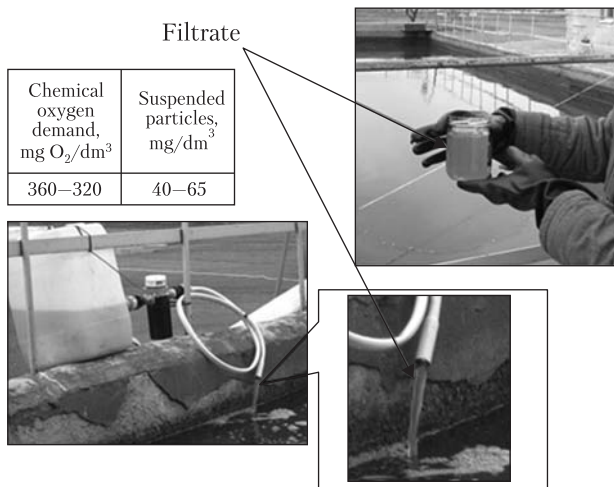 Filtrate
Chemical
oxygen
demand,
mg O₂/dm³
Suspended
particles,
mg/dm³
360—320
40—65